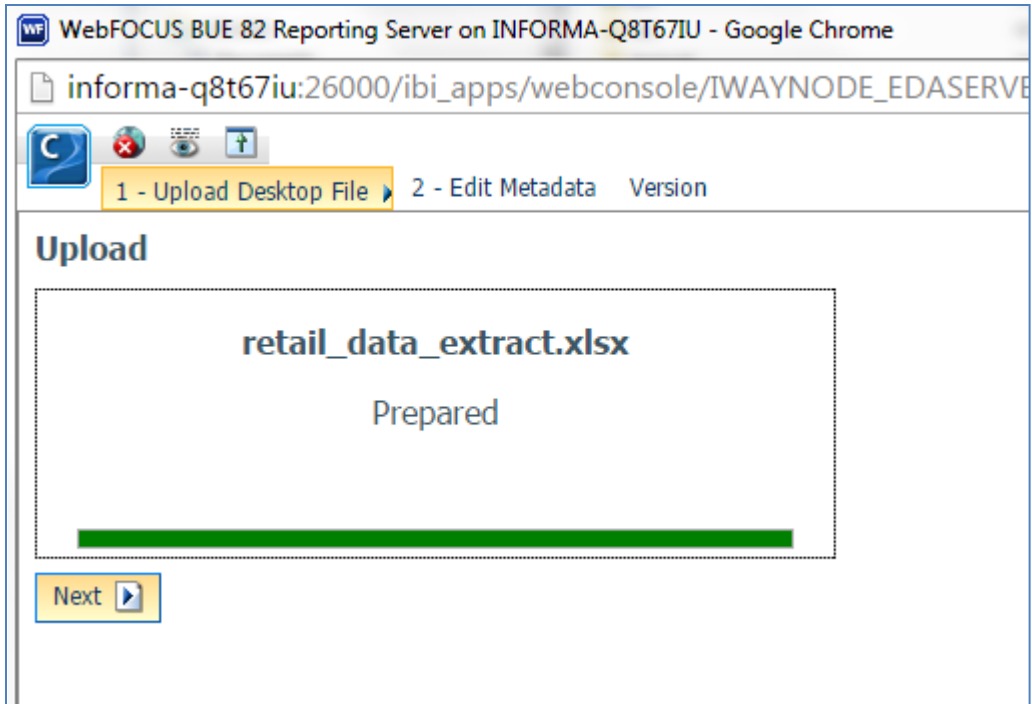 WF WebFOCUS BUE 82 Reporting Server on INFORMA-Q8T67IU - Google Chrome
informa-q8t67iu:26000/ibi_apps/webconsole/IWAYNODE_EDASERVE
C
1 - Upload Desktop File 2 - Edit Metadata Version
Upload
retail_data_extract.xlsx
Prepared
Next